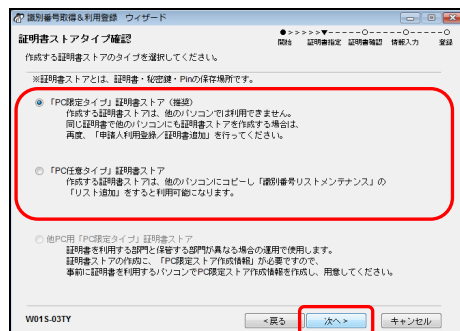 識別番号取得&利用登録 ウィザード
証明書ストアタイプ確認
●>>>>>▼-----○-----○-----○
開始 証明書指定 証明書確認 情報入力 登録
作成する証明書ストアのタイプを選択してください。
※証明書ストアとは、証明書・秘密鍵・Pinの保存場所です。
「PC限定タイプ」証明書ストア（推奨）
作成する証明書ストアは、他のパソコンでは利用できません。
同じ証明書で他のパソコンにも証明書ストアを作成する場合は、
再度、「申請人利用登録／証明書追加」を行ってください。
「PC任意タイプ」証明書ストア
作成する証明書ストアは、他のパソコンにコピーし「識別番号リストメンテナンス」の
「リスト追加」をすると利用可能になります。
他PC用「PC限定タイプ」証明書ストア
証明書を利用する部門と保管する部門が異なる場合の運用で使用します。
証明書ストアの作成に、「PC限定ストア作成情報」が必要ですので、
事前に証明書を利用するパソコンでPC限定ストア作成情報を作成し、用意してください。
W01S-03TY
<戻る 次へ> キャンセル